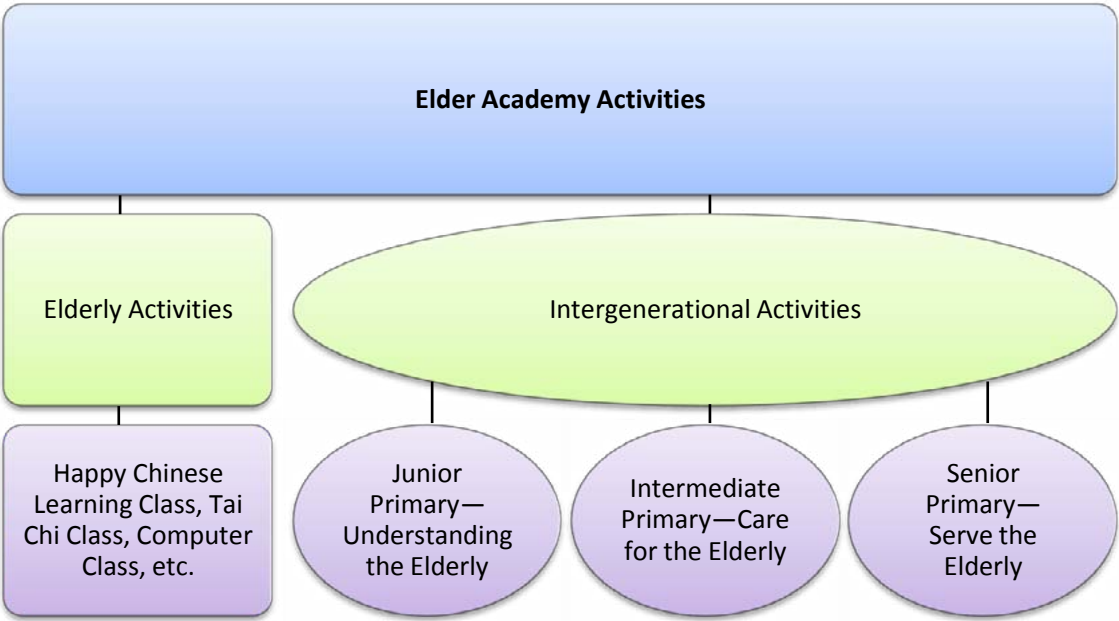 Elder Academy Activities
Elderly Activities
Intergenerational Activities
Happy Chinese
Learning Class, Tai
Chi Class, Computer
Class, etc.
Junior
Primary—
Understanding
the Elderly
Intermediate
Primary—Care
for the Elderly
Senior
Primary—
Serve the
Elderly